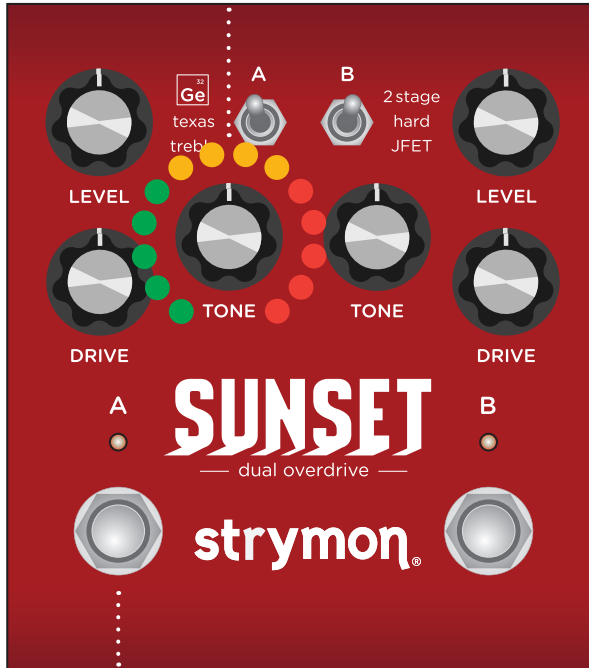 A
B
32
Ge
texas
2 stage
hard
JFET
LEVEL
LEVEL
TONE
TONE
DRIVE
DRIVE
A
B
SUNSET
dual overdrive
strymon®